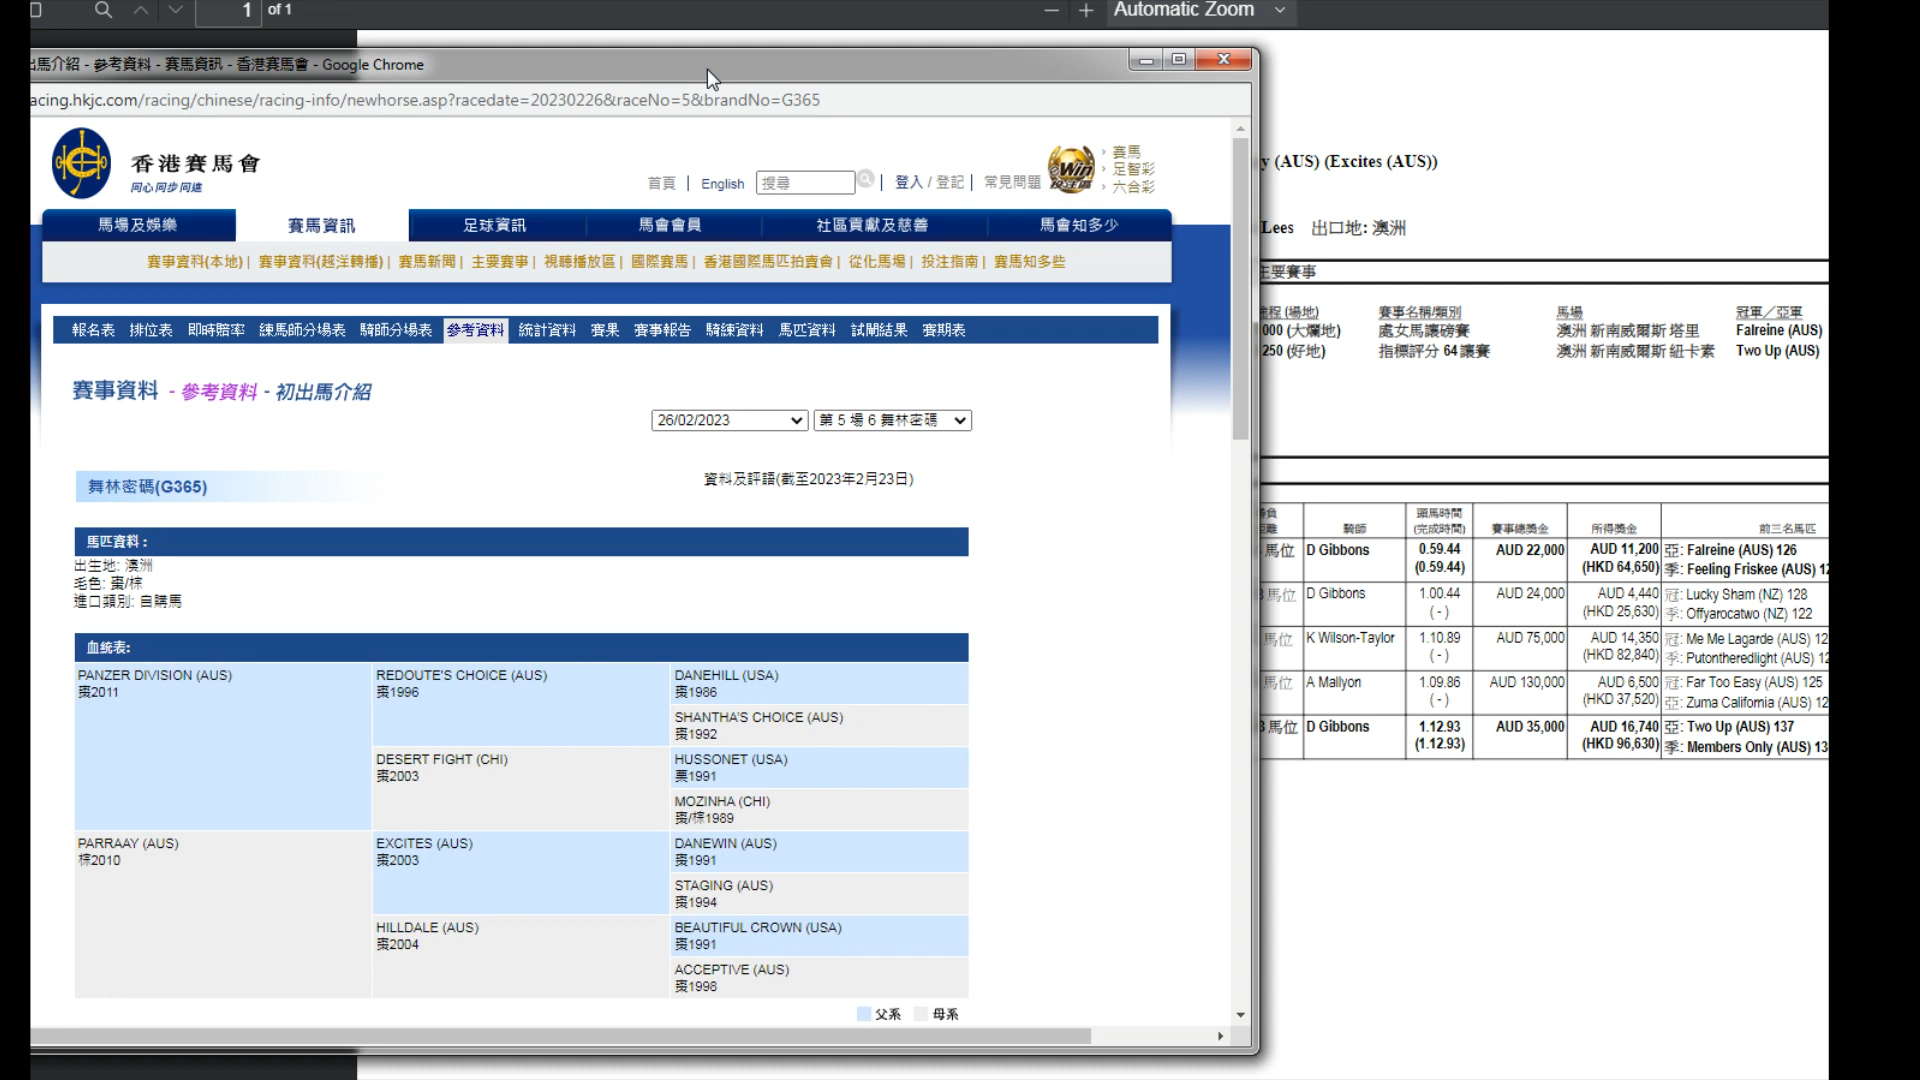 1 of 1
Automatic Zoom
出馬介紹 - 參考資料 - 賽馬資訊 - 香港賽馬會 - Google Chrome
acing.hkjc.com/racing/chinese/racing-info/newhorse.asp?racedate=20230226&raceNo=5&brandNo=G365
香港賽馬會
同心同步同進
首頁 | English 搜尋 | 登入 / 登記 | 常見問題
eWin
投注區
賽馬
足智彩
六合彩
馬場及娛樂 賽馬資訊 足球資訊 馬會會員 社區貢獻及慈善 馬會知多少
賽事資料(本地) | 賽事資料(越洋轉播) | 賽馬新聞 | 主要賽事 | 視聽播放區 | 國際賽馬 | 香港國際馬匹拍賣會 | 從化馬場 | 投注指南 | 賽馬知多些
報名表 排位表 即時賠率 練馬師分場表 騎師分場表 參考資料 統計資料 賽果 賽事報告 騎練資料 馬匹資料 試閘結果 賽期表
賽事資料 - 參考資料 - 初出馬介紹
26/02/2023 第 5 場 6 舞林密碼
舞林密碼(G365)
資料及評語(截至2023年2月23日)
馬匹資料 :
出生地: 澳洲
毛色: 棗/棕
進口類別: 自購馬
血統表:
PANZER DIVISION (AUS)
棗2011
REDOUTE'S CHOICE (AUS)
棗1996
DANEHILL (USA)
棗1986
SHANTHA'S CHOICE (AUS)
棗1992
DESERT FIGHT (CHI)
棗2003
HUSSONET (USA)
栗1991
MOZINHA (CHI)
棗/棕1989
PARRAAY (AUS)
棕2010
EXCITES (AUS)
棗2003
DANEWIN (AUS)
棗1991
STAGING (AUS)
棗1994
HILLDALE (AUS)
棗2004
BEAUTIFUL CROWN (USA)
棗1991
ACCEPTIVE (AUS)
棗1998
父系 母系
y (AUS) (Excites (AUS))
Lees 出口地: 澳洲
主要賽事
途程 (場地) 賽事名稱/類別 馬場 冠軍／亞軍
000 (大爛地) 處女馬讓磅賽 澳洲 新南威爾斯 塔里 Falreine (AUS)
250 (好地) 指標評分 64 讓賽 澳洲 新南威爾斯 紐卡素 Two Up (AUS)
勝負
距離 騎師 頭馬時間
(完成時間) 賽事總獎金 所得獎金 前三名馬匹
馬位 D Gibbons 0.59.44 AUD 22,000 AUD 11,200 亞: Falreine (AUS) 126
(0.59.44) (HKD 64,650) 季: Feeling Friskee (AUS) 12
馬位 D Gibbons 1.00.44 AUD 24,000 AUD 4,440 冠: Lucky Sham (NZ) 128
( - ) (HKD 25,630) 季: Offyarocatwo (NZ) 122
馬位 K Wilson-Taylor 1.10.89 AUD 75,000 AUD 14,350 冠: Me Me Lagarde (AUS) 12
( - ) (HKD 82,840) 季: Putontheredlight (AUS) 12
馬位 A Mallyon 1.09.86 AUD 130,000 AUD 6,500 冠: Far Too Easy (AUS) 125
( - ) (HKD 37,520) 亞: Zuma California (AUS) 12
3 馬位 D Gibbons 1.12.93 AUD 35,000 AUD 16,740 亞: Two Up (AUS) 137
(1.12.93) (HKD 96,630) 季: Members Only (AUS) 13